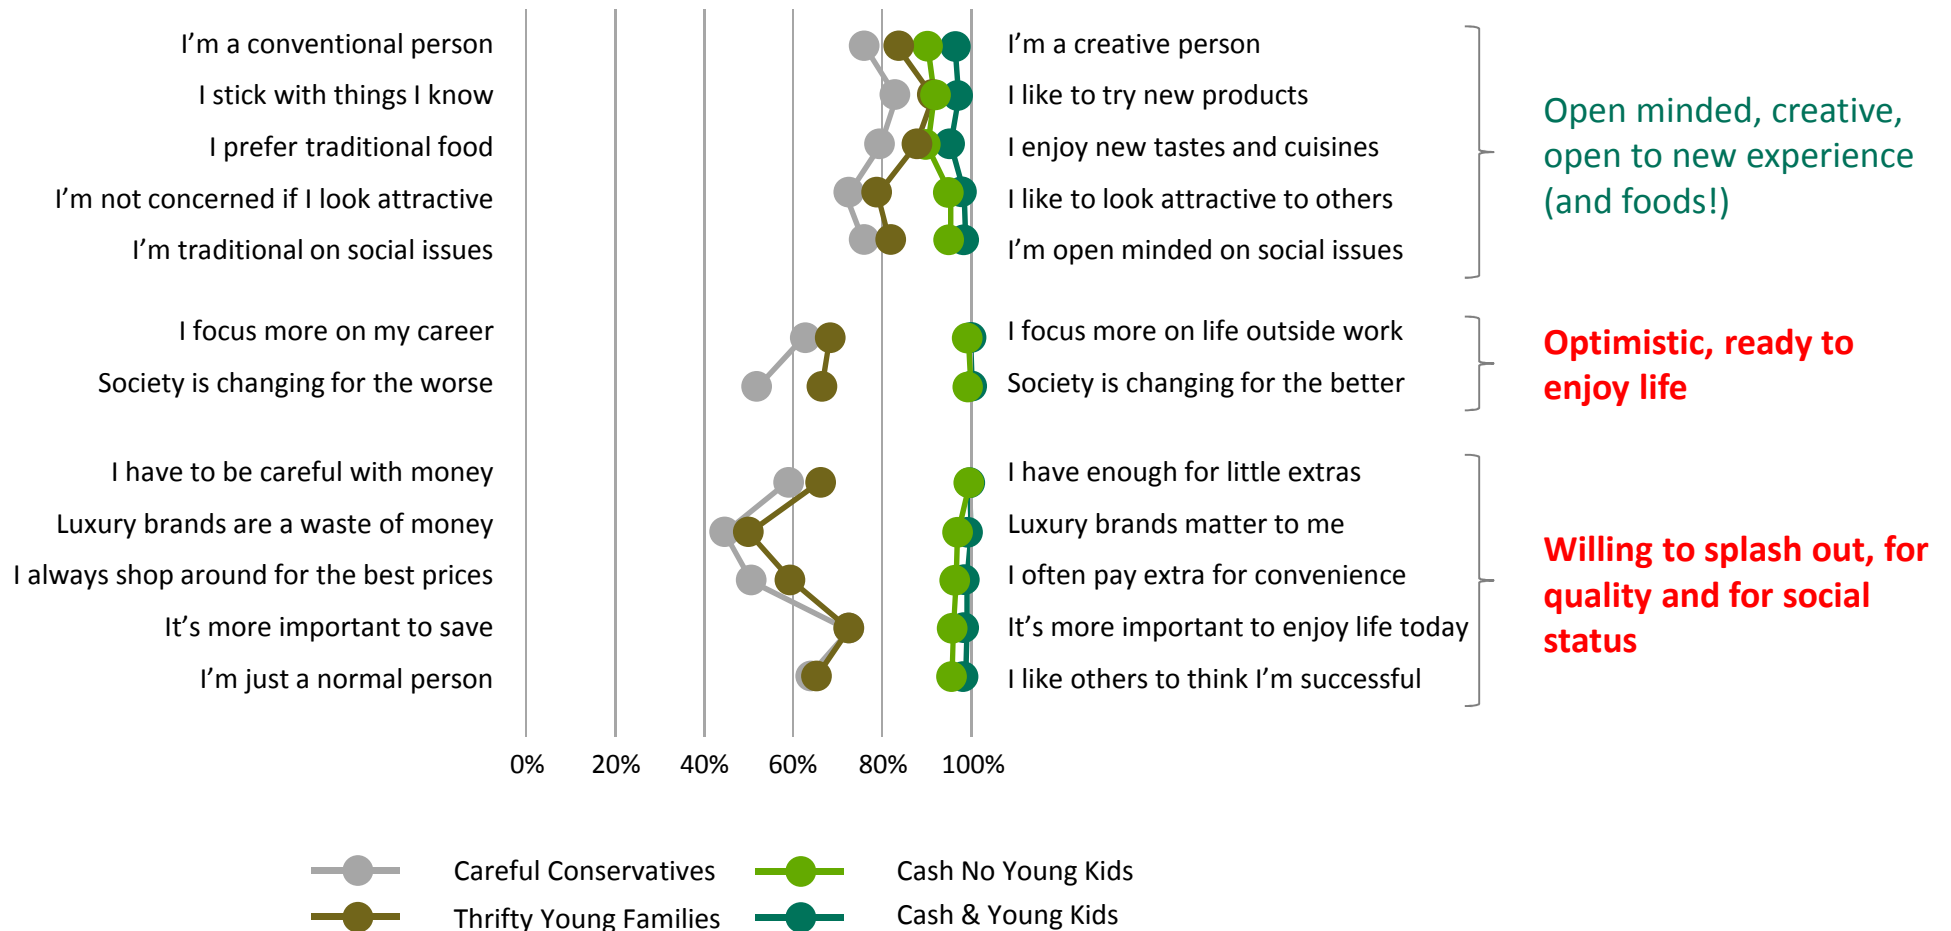 I’m a conventional person
I’m a creative person
I stick with things I know
I like to try new products
I prefer traditional food
I enjoy new tastes and cuisines
I’m not concerned if I look attractive
I like to look attractive to others
I’m traditional on social issues
I’m open minded on social issues
Open minded, creative,
open to new experience
(and foods!)
I focus more on my career
I focus more on life outside work
Society is changing for the worse
Society is changing for the better
Optimistic, ready to
enjoy life
I have to be careful with money
I have enough for little extras
Luxury brands are a waste of money
Luxury brands matter to me
I always shop around for the best prices
I often pay extra for convenience
It’s more important to save
It’s more important to enjoy life today
I’m just a normal person
I like others to think I’m successful
Willing to splash out, for
quality and for social
status
0% 20% 40% 60% 80% 100%
Careful Conservatives
Cash No Young Kids
Thrifty Young Families
Cash & Young Kids